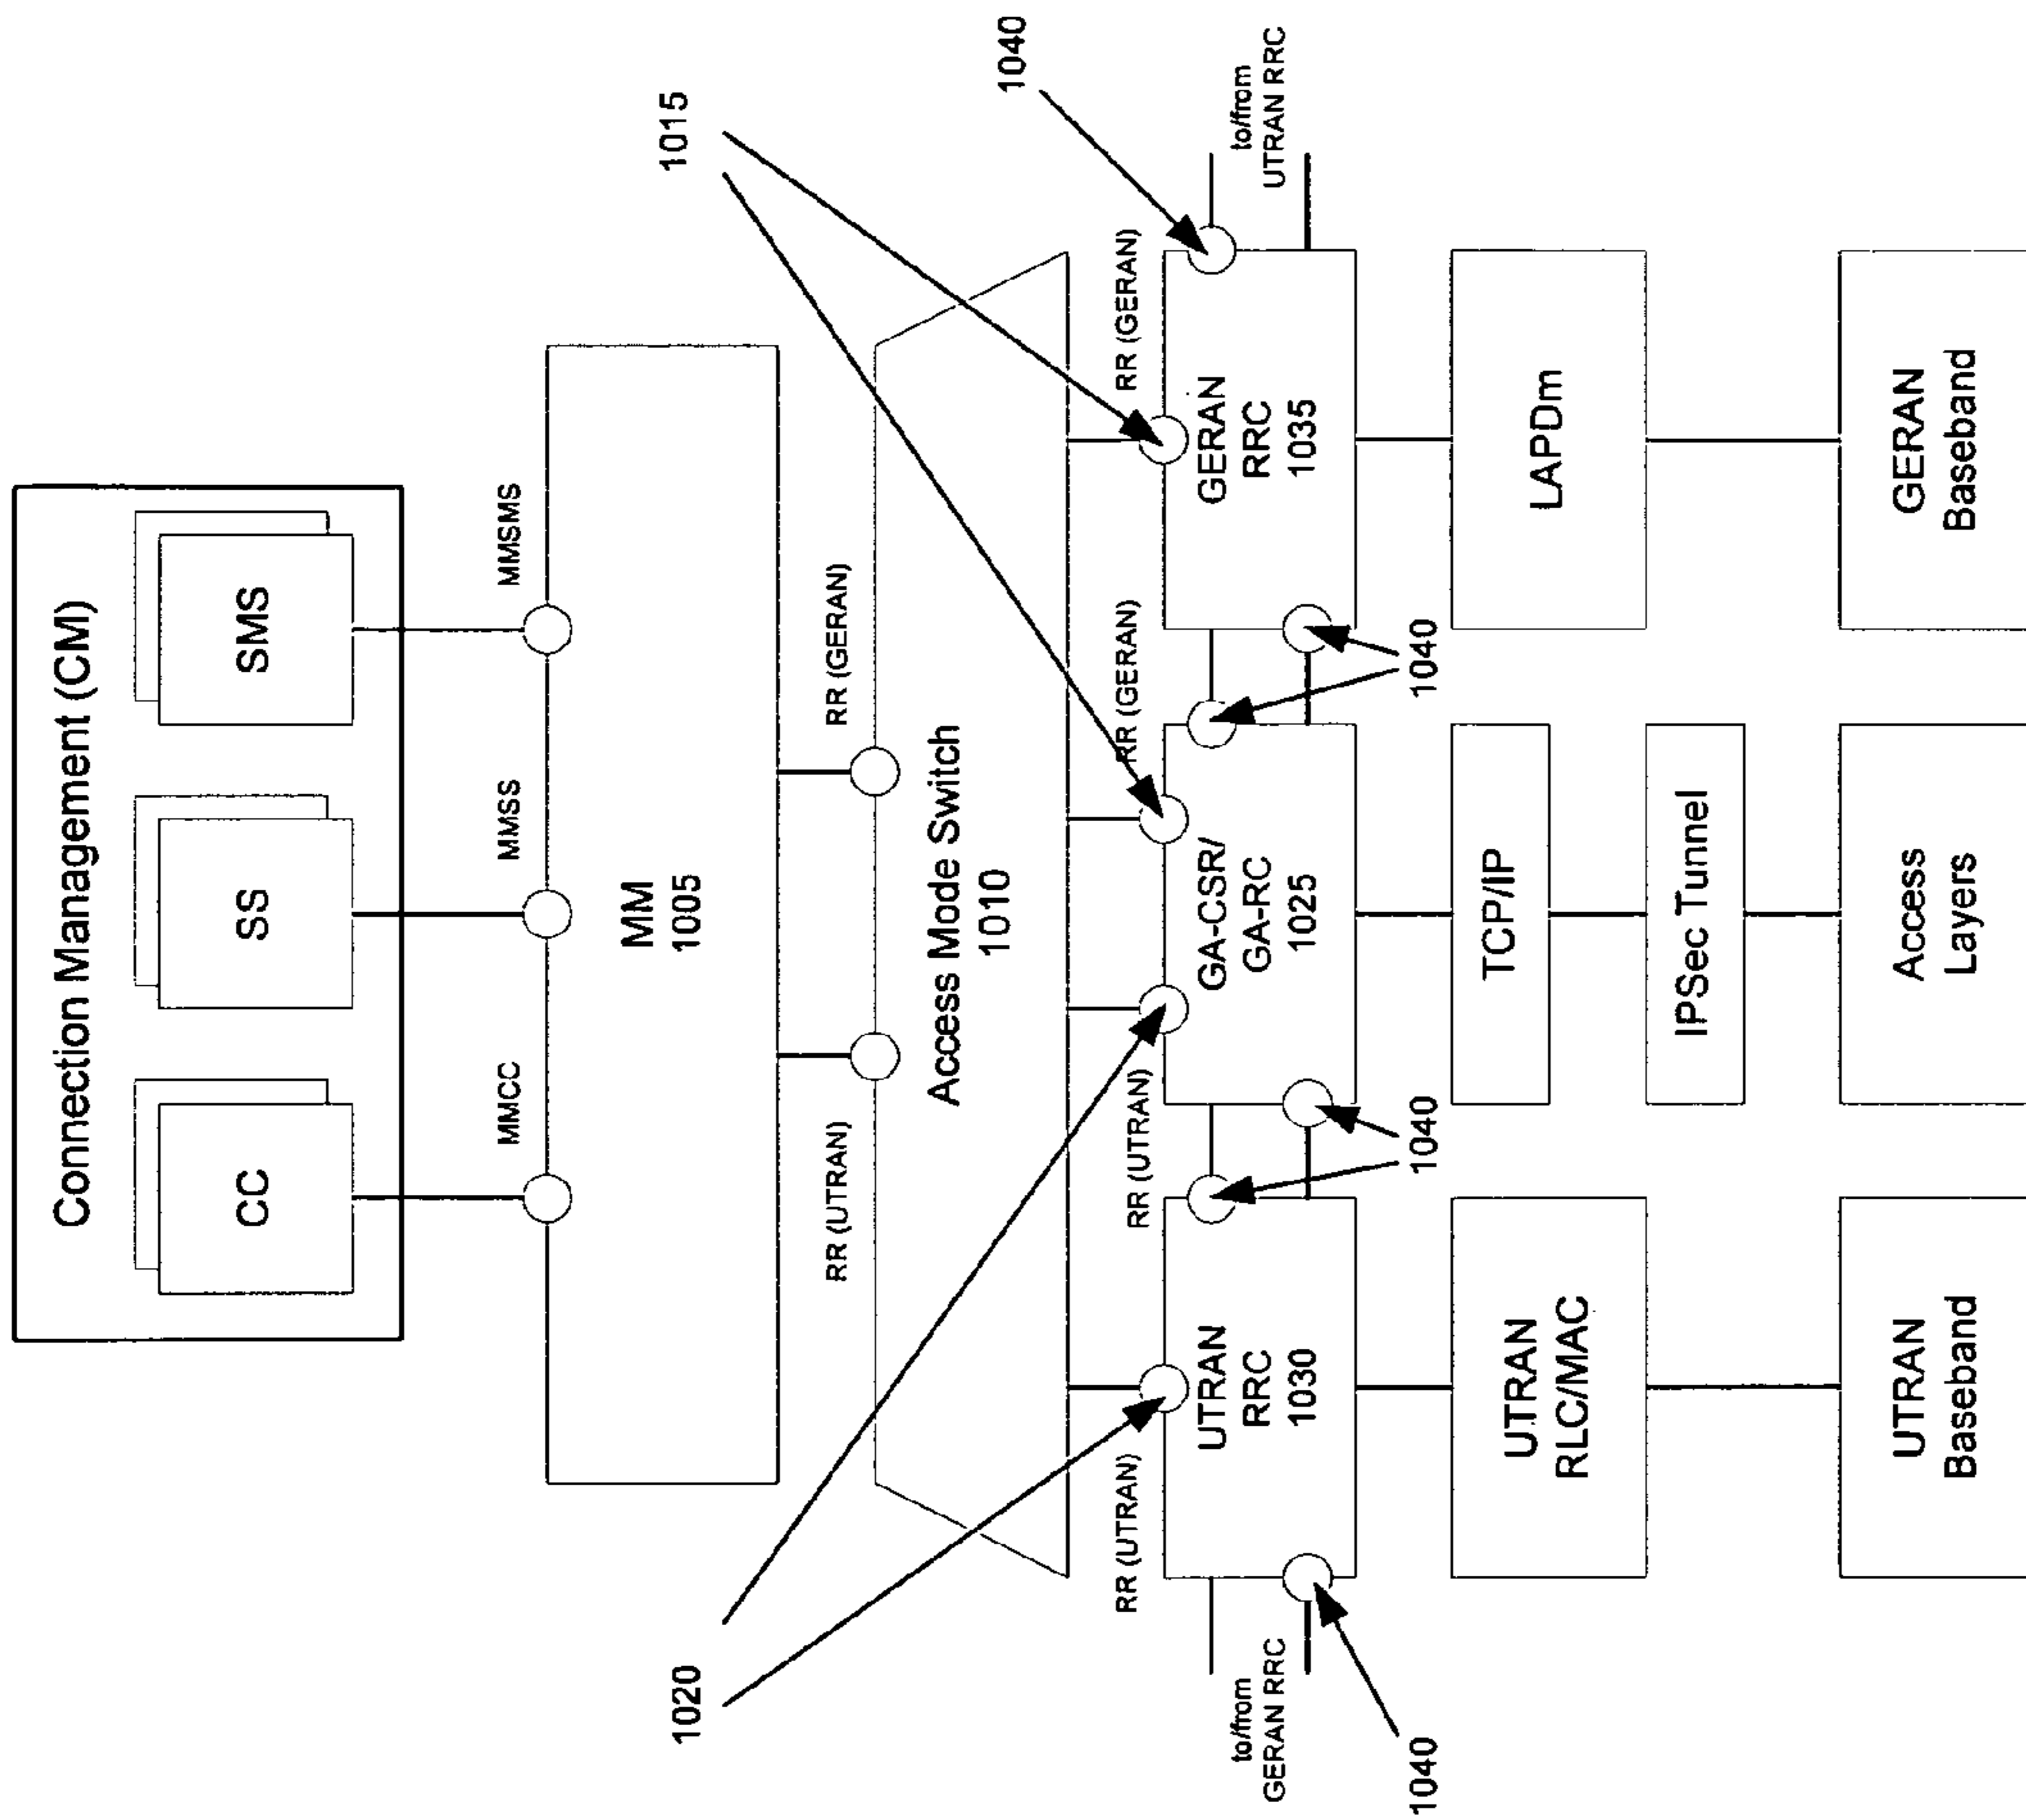 Connection Management (CM)
CC
SS
SMS
MMCC
MMSS
MMSMS
MM
1005
1020
1015
RR (UTRAN)
RR (GERAN)
Access Mode Switch
1010
1040
RR (UTRAN)
RR (UTRAN)
RR (GERAN)
RR (GERAN)
to/from
GERAN RRC
UTRAN
RRC
1030
GA-CSR/
GA-RC
1025
GERAN
RRC
1035
to/from
UTRAN RRC
1040
1040
1040
UTRAN
RLC/MAC
TCP/IP
IPSec Tunnel
LAPDm
UTRAN
Baseband
Access
Layers
GERAN
Baseband